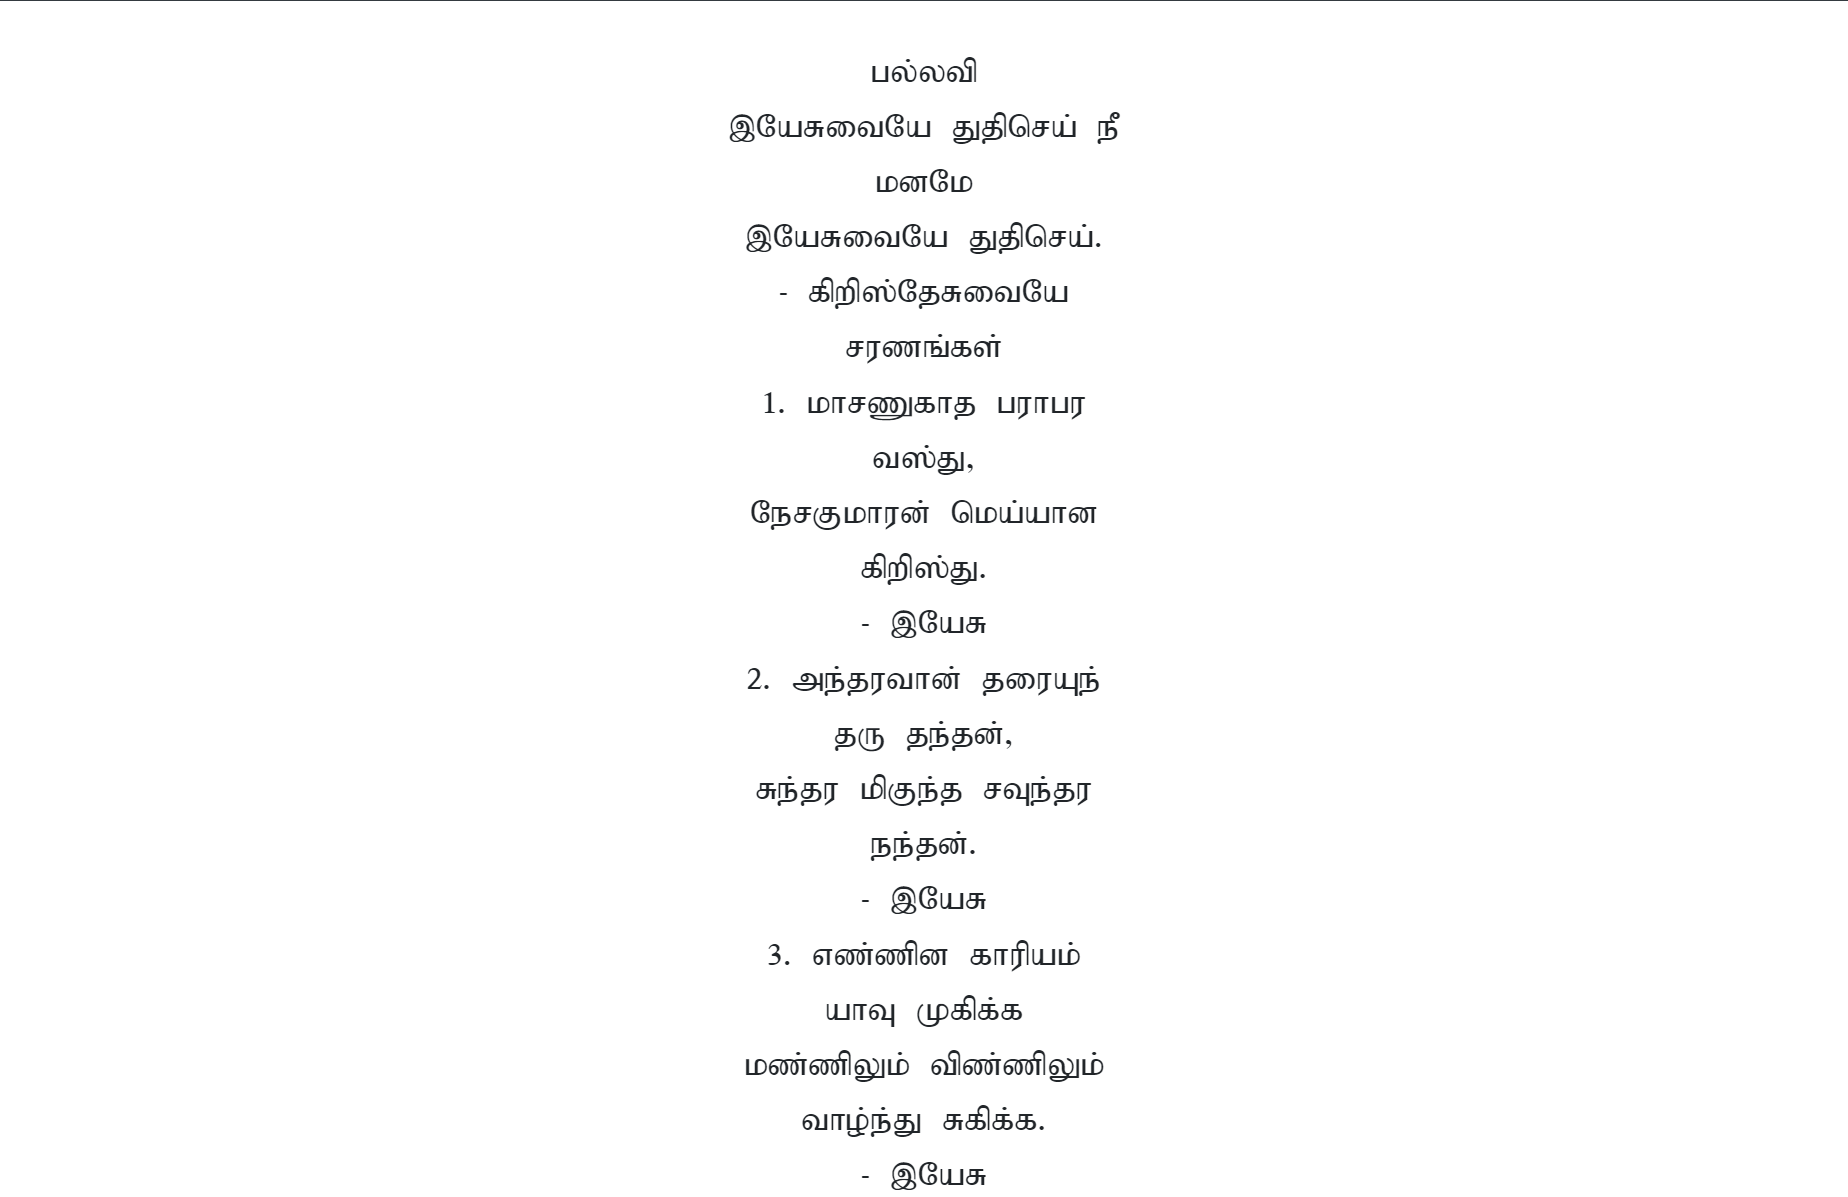 பல்லவி
இயேசுவையே துதிசெய் நீ
மனமே
இயேசுவையே துதிசெய்.
- கிறிஸ்தேசுவையே
சரணங்கள்
1. மாசணுகாத பராபர
வஸ்து,
நேசகுமாரன் மெய்யான
கிறிஸ்து.
- இயேசு
2. அந்தரவான் தரையுந்
தரு தந்தன்,
சுந்தர மிகுந்த சவுந்தர
நந்தன்.
- இயேசு
3. எண்ணின காரியம்
யாவு முகிக்க
மண்ணிலும் விண்ணிலும்
வாழ்ந்து சுகிக்க.
- இயேசு